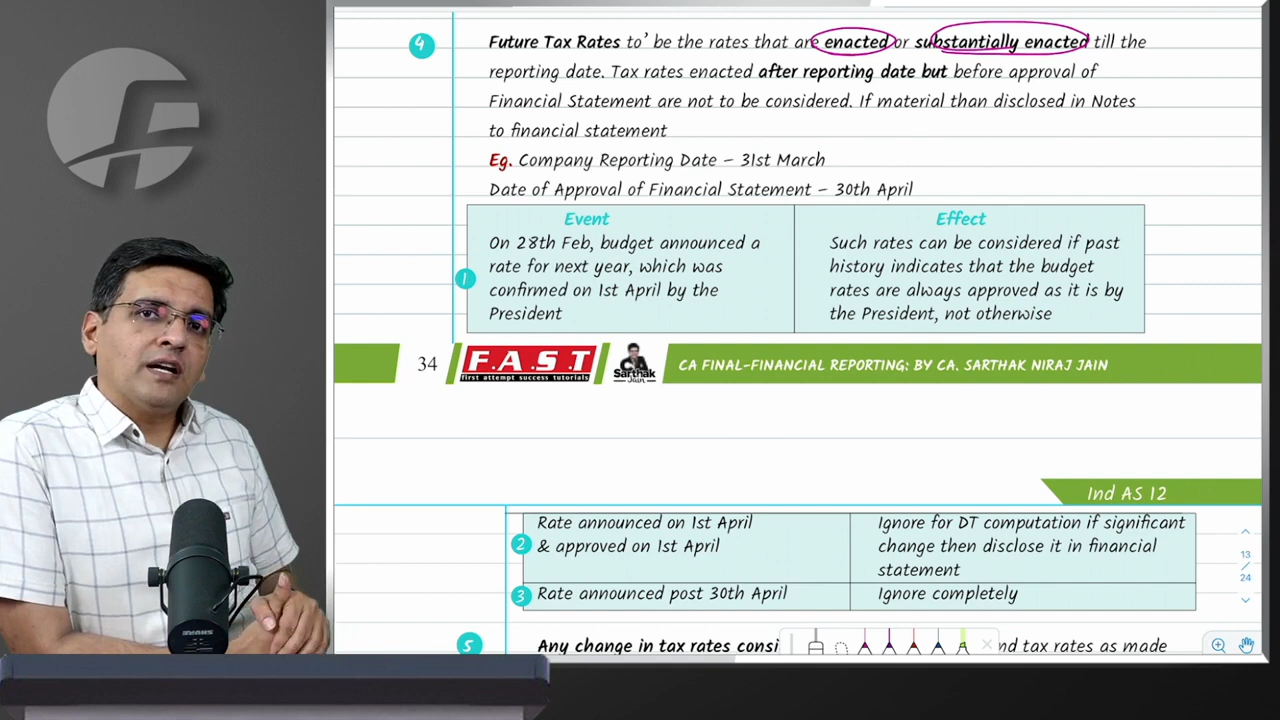 4
Future Tax Rates to' be the rates that are enacted or substantially enacted till the
reporting date. Tax rates enacted after reporting date but before approval of
Financial Statement are not to be considered. If material than disclosed in Notes
to financial statement
Eg. Company Reporting Date – 31st March
Date of Approval of Financial Statement – 30th April
Event
Effect
1
On 28th Feb, budget announced a
rate for next year, which was
confirmed on 1st April by the
President
Such rates can be considered if past
history indicates that the budget
rates are always approved as it is by
the President, not otherwise
34
F.A.S.T
first attempt success tutorials
Sarthak
Jain
CA FINAL-FINANCIAL REPORTING: BY CA. SARTHAK NIRAJ JAIN
Ind AS 12
2
Rate announced on 1st April
& approved on 1st April
Ignore for DT computation if significant
change then disclose it in financial
statement
3
Rate announced post 30th April
Ignore completely
5
Any change in tax rates consi
nd tax rates as made
13
/
24
SHURE